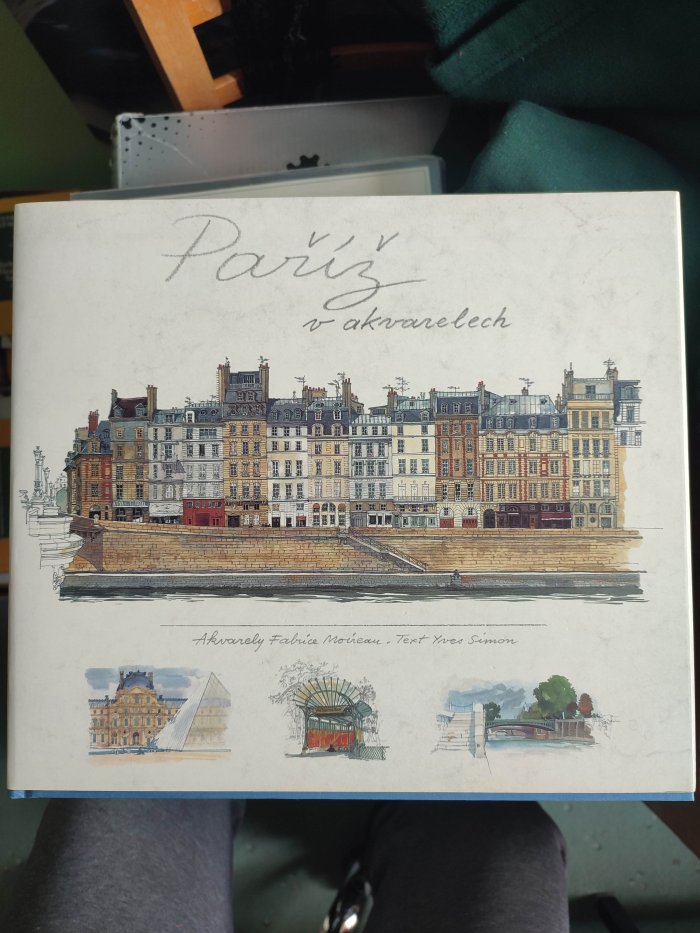 Paříž
v akvarelech
Akvarely Fabrice Moireau . Text Yves Simon